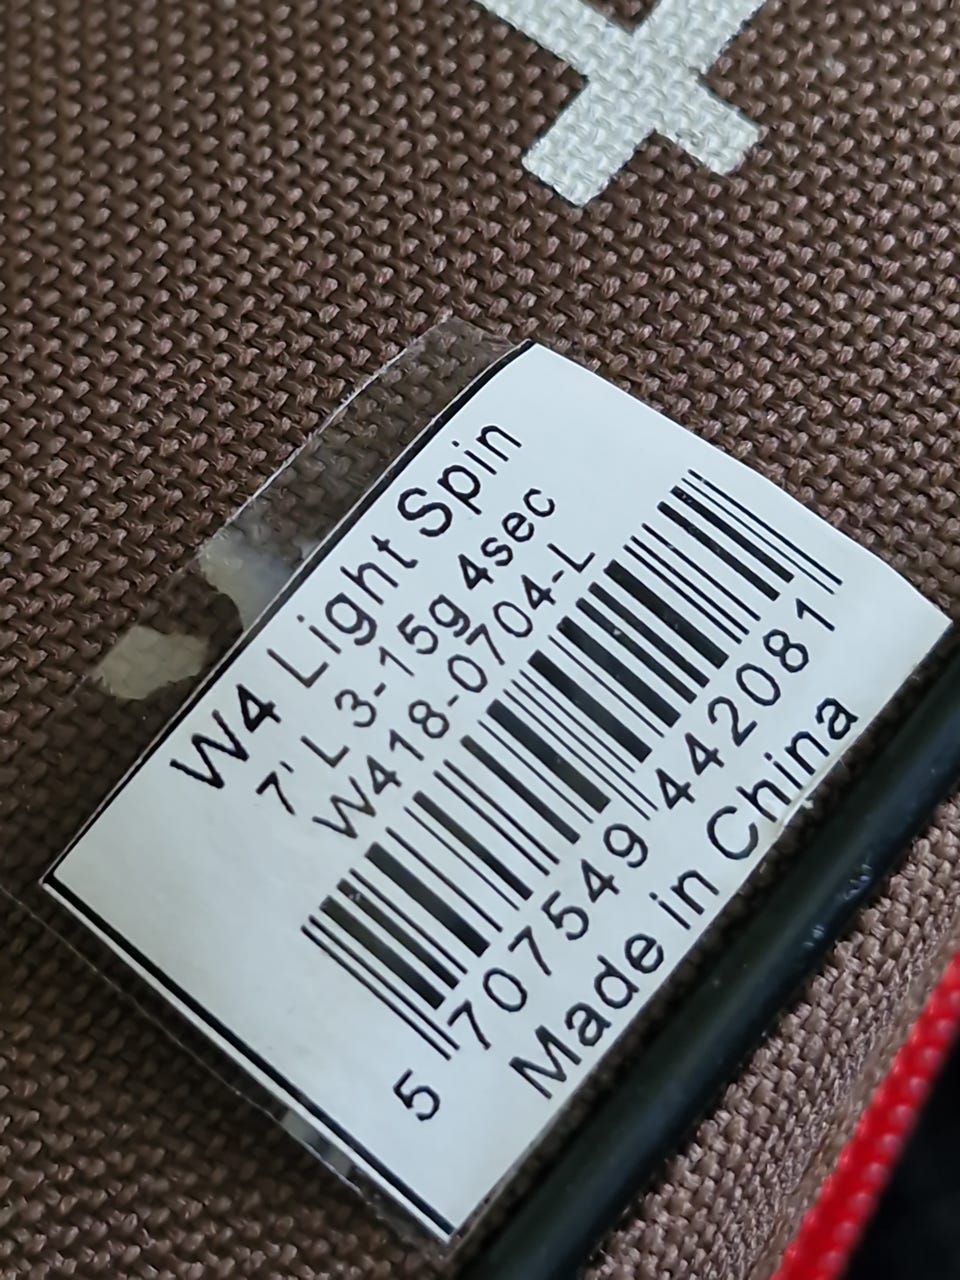 W4 Light Spin
7' L 3-15g 4sec
W418-0704-L
5 707549 442081
Made in China